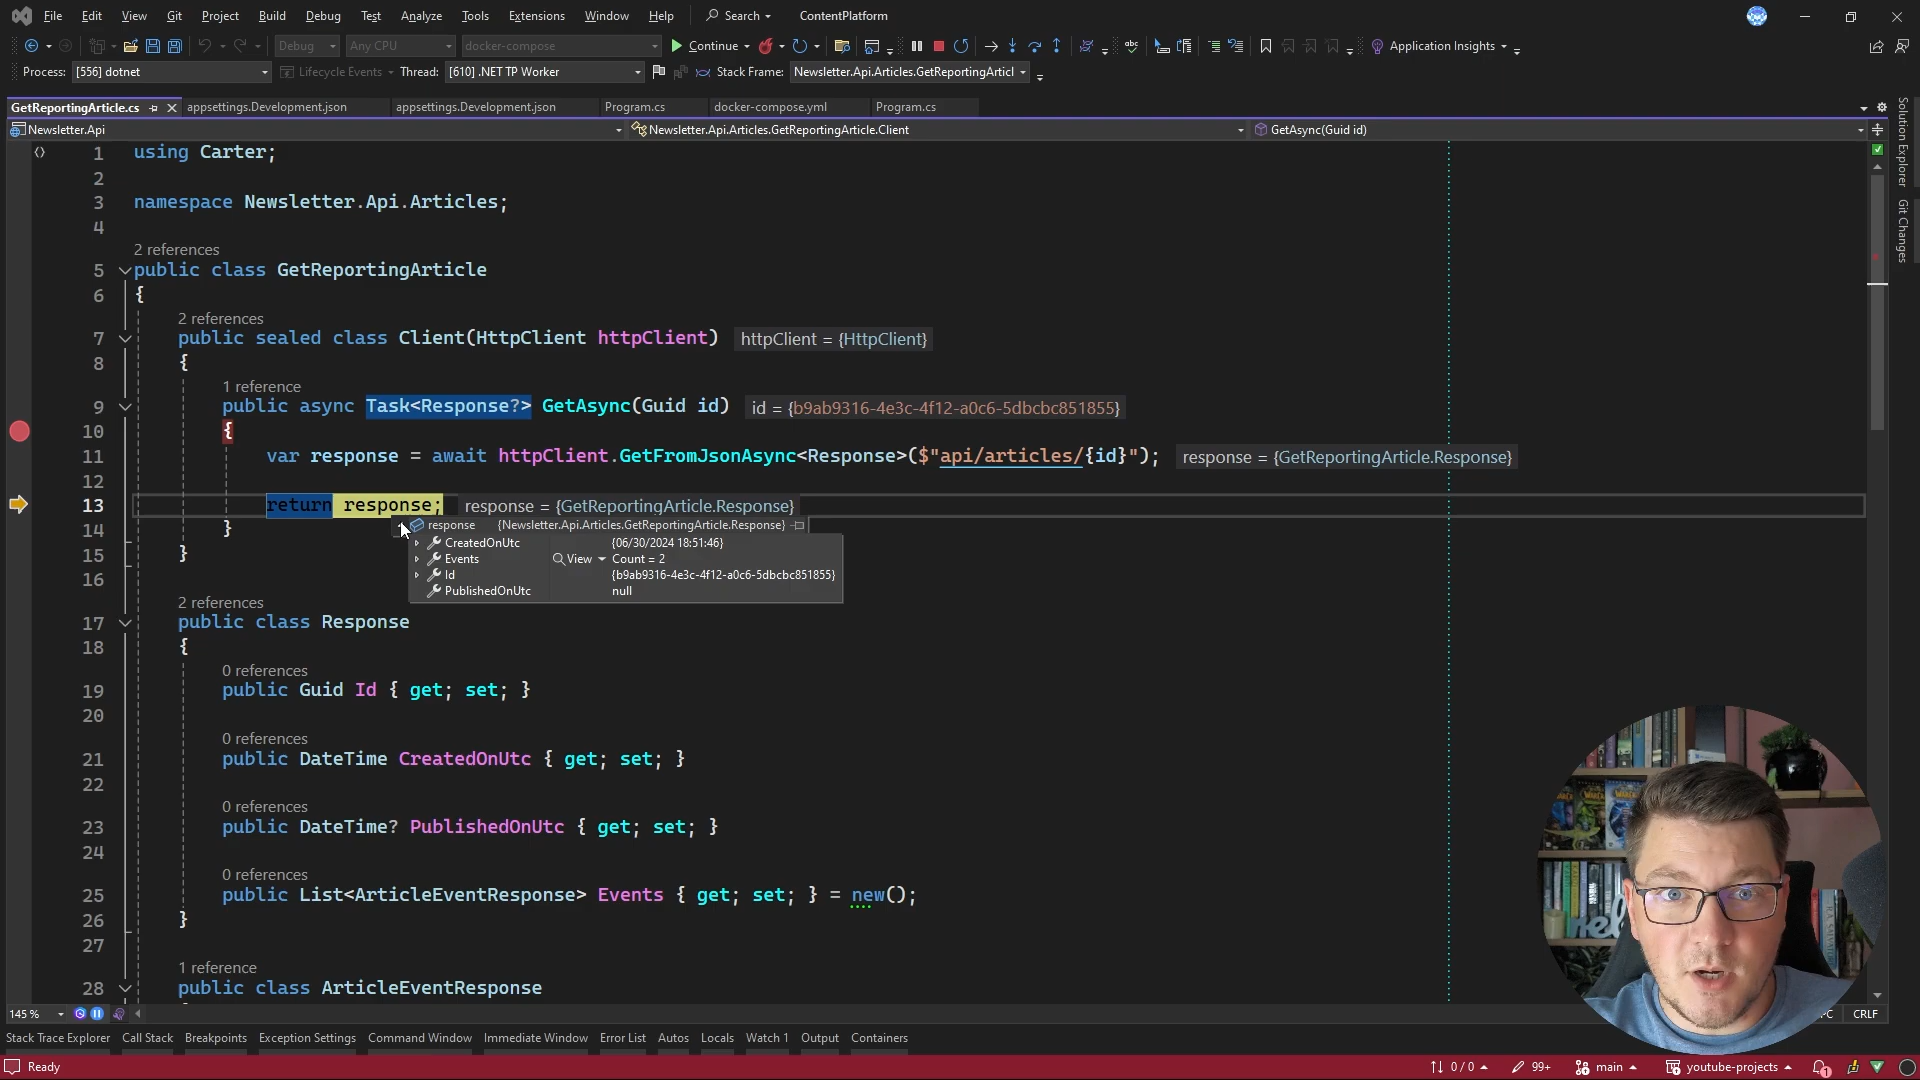 File Edit View Git Project Build Debug Test Analyze Tools Extensions Window Help Search ContentPlatform
Debug Any CPU docker-compose Continue Application Insights
Process: [556] dotnet Lifecycle Events Thread: [610] .NET TP Worker Stack Frame: Newsletter.Api.Articles.GetReportingArticl
GetReportingArticle.cs appsettings.Development.json appsettings.Development.json Program.cs docker-compose.yml Program.cs
Newsletter.Api Newsletter.Api.Articles.GetReportingArticle.Client GetAsync(Guid id)
Solution Explorer
Git Changes
1 using Carter;
2
3 namespace Newsletter.Api.Articles;
4
2 references
5 public class GetReportingArticle
6 {
2 references
7 public sealed class Client(HttpClient httpClient) httpClient = {HttpClient}
8 {
1 reference
9 public async Task<Response?> GetAsync(Guid id) id = {b9ab9316-4e3c-4f12-a0c6-5dbcbc851855}
10 {
11 var response = await httpClient.GetFromJsonAsync<Response>($"api/articles/{id}"); response = {GetReportingArticle.Response}
12
13 return response; response = {GetReportingArticle.Response}
response {Newsletter.Api.Articles.GetReportingArticle.Response}
CreatedOnUtc {06/30/2024 18:51:46}
Events View Count = 2
Id {b9ab9316-4e3c-4f12-a0c6-5dbcbc851855}
PublishedOnUtc null
14 }
15 }
16
2 references
17 public class Response
18 {
0 references
19 public Guid Id { get; set; }
20
0 references
21 public DateTime CreatedOnUtc { get; set; }
22
0 references
23 public DateTime? PublishedOnUtc { get; set; }
24
0 references
25 public List<ArticleEventResponse> Events { get; set; } = new();
26 }
27
1 reference
28 public class ArticleEventResponse
145 % CRLF
Stack Trace Explorer Call Stack Breakpoints Exception Settings Command Window Immediate Window Error List Autos Locals Watch 1 Output Containers
Ready 0 / 0 99+ main youtube-projects 1